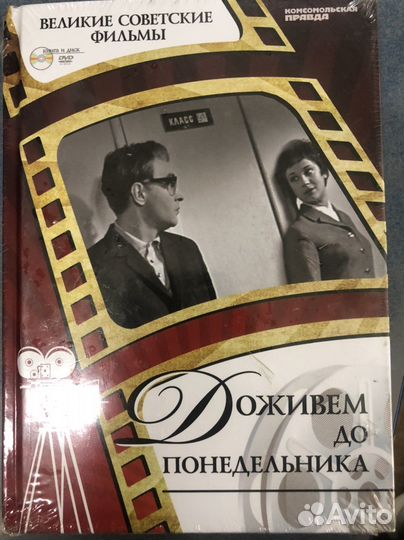 ВЕЛИКИЕ СОВЕТСКИЕ
ФИЛЬМЫ
КНИГА И ДИСК
DVD
КОМСОМОЛЬСКАЯ
ПРАВДА
КЛАСС
ДОЖИВЕМ
ДО
ПОНЕДЕЛЬНИКА
Avito